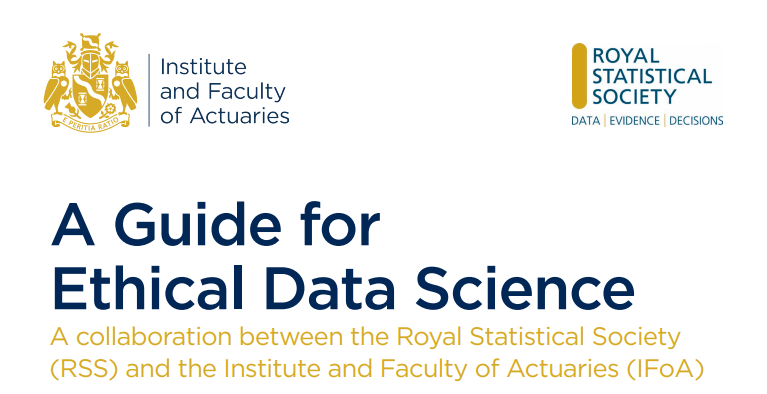 Institute
and Faculty
of Actuaries
E PERITIA RATIO
ROYAL
STATISTICAL
SOCIETY
DATA | EVIDENCE | DECISIONS
A Guide for
Ethical Data Science
A collaboration between the Royal Statistical Society
(RSS) and the Institute and Faculty of Actuaries (IFoA)